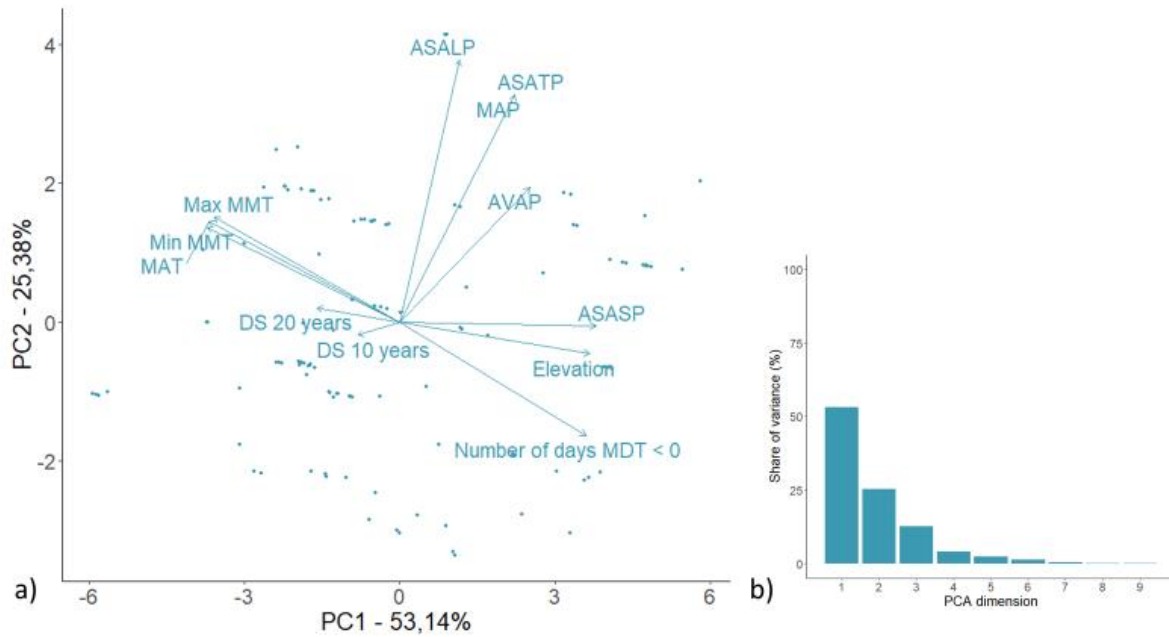 4
2
0
-2
PC2 - 25,38%
-6
-3
0
3
6
PC1 - 53,14%
ASALP
ASATP
MAP
AVAP
Max MMT
Min MMT
MAT
DS 20 years
DS 10 years
ASASP
Elevation
Number of days MDT < 0
a)
b)
Share of variance (%)
100
75
50
25
0
1 2 3 4 5 6 7 8 9
PCA dimension